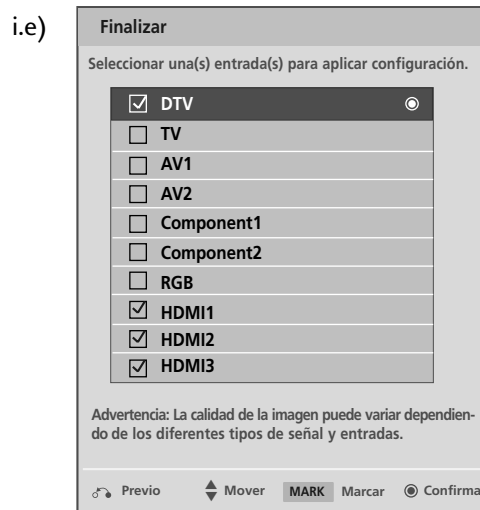 i.e)
Finalizar
Seleccionar una(s) entrada(s) para aplicar configuración.
DTV
TV
AV1
AV2
Component1
Component2
RGB
HDMI1
HDMI2
HDMI3
Advertencia: La calidad de la imagen puede variar dependien-
do de los diferentes tipos de señal y entradas.
Previo Mover MARK Marcar Confirma